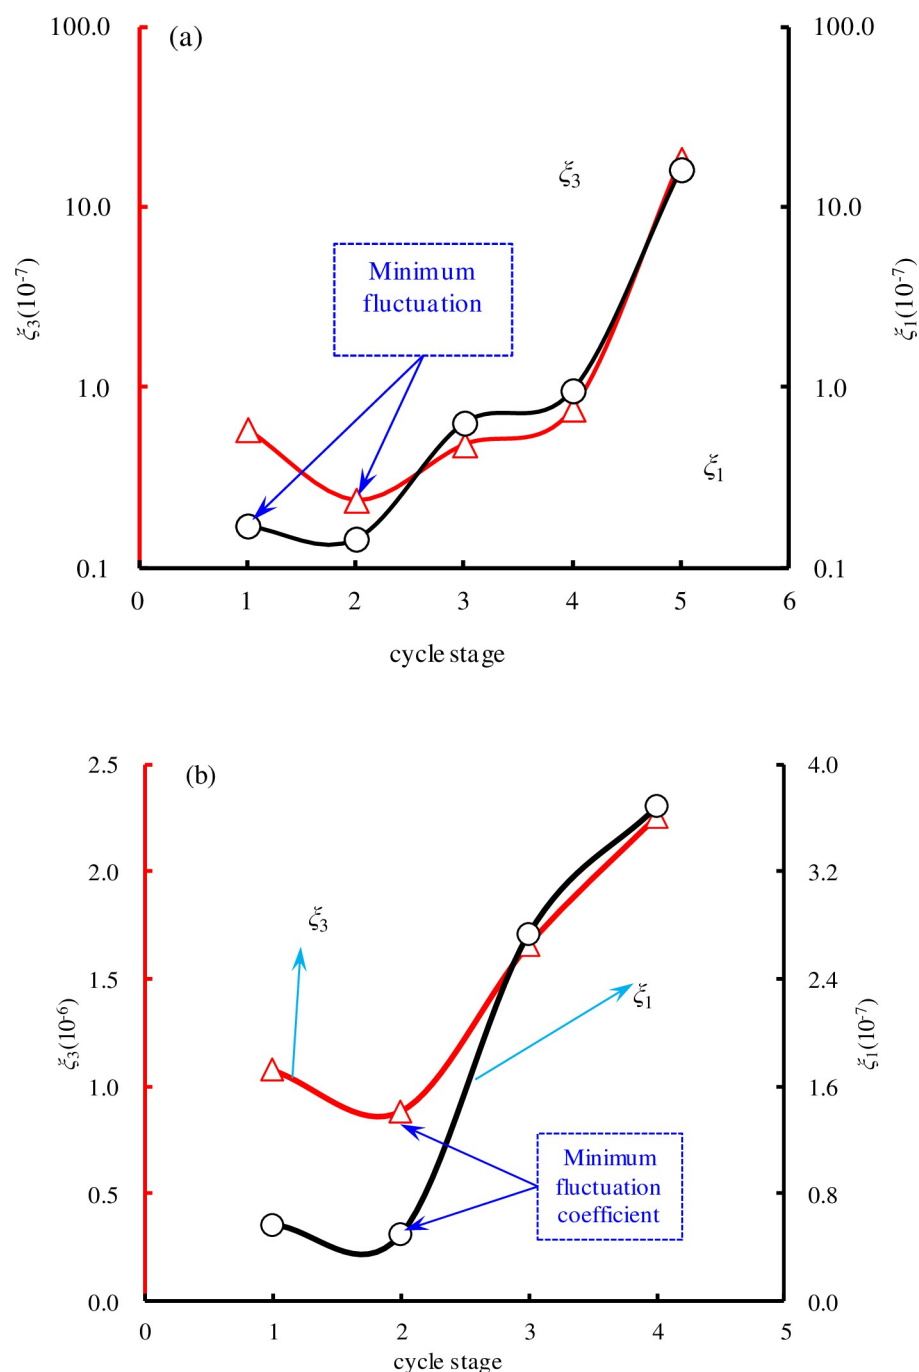 (a)
100.0
100.0
ξ3
10.0
10.0
Minimum
fluctuation
ξ3(10-7)
ξ1(10-7)
1.0
1.0
ξ1
0.1
0.1
0 1 2 3 4 5 6
cycle stage
(b)
2.5
4.0
2.0
3.2
ξ3
1.5
2.4
ξ1
ξ3(10-6)
ξ1(10-7)
1.0
1.6
Minimum
fluctuation
coefficient
0.5
0.8
0.0
0.0
0 1 2 3 4 5
cycle stage